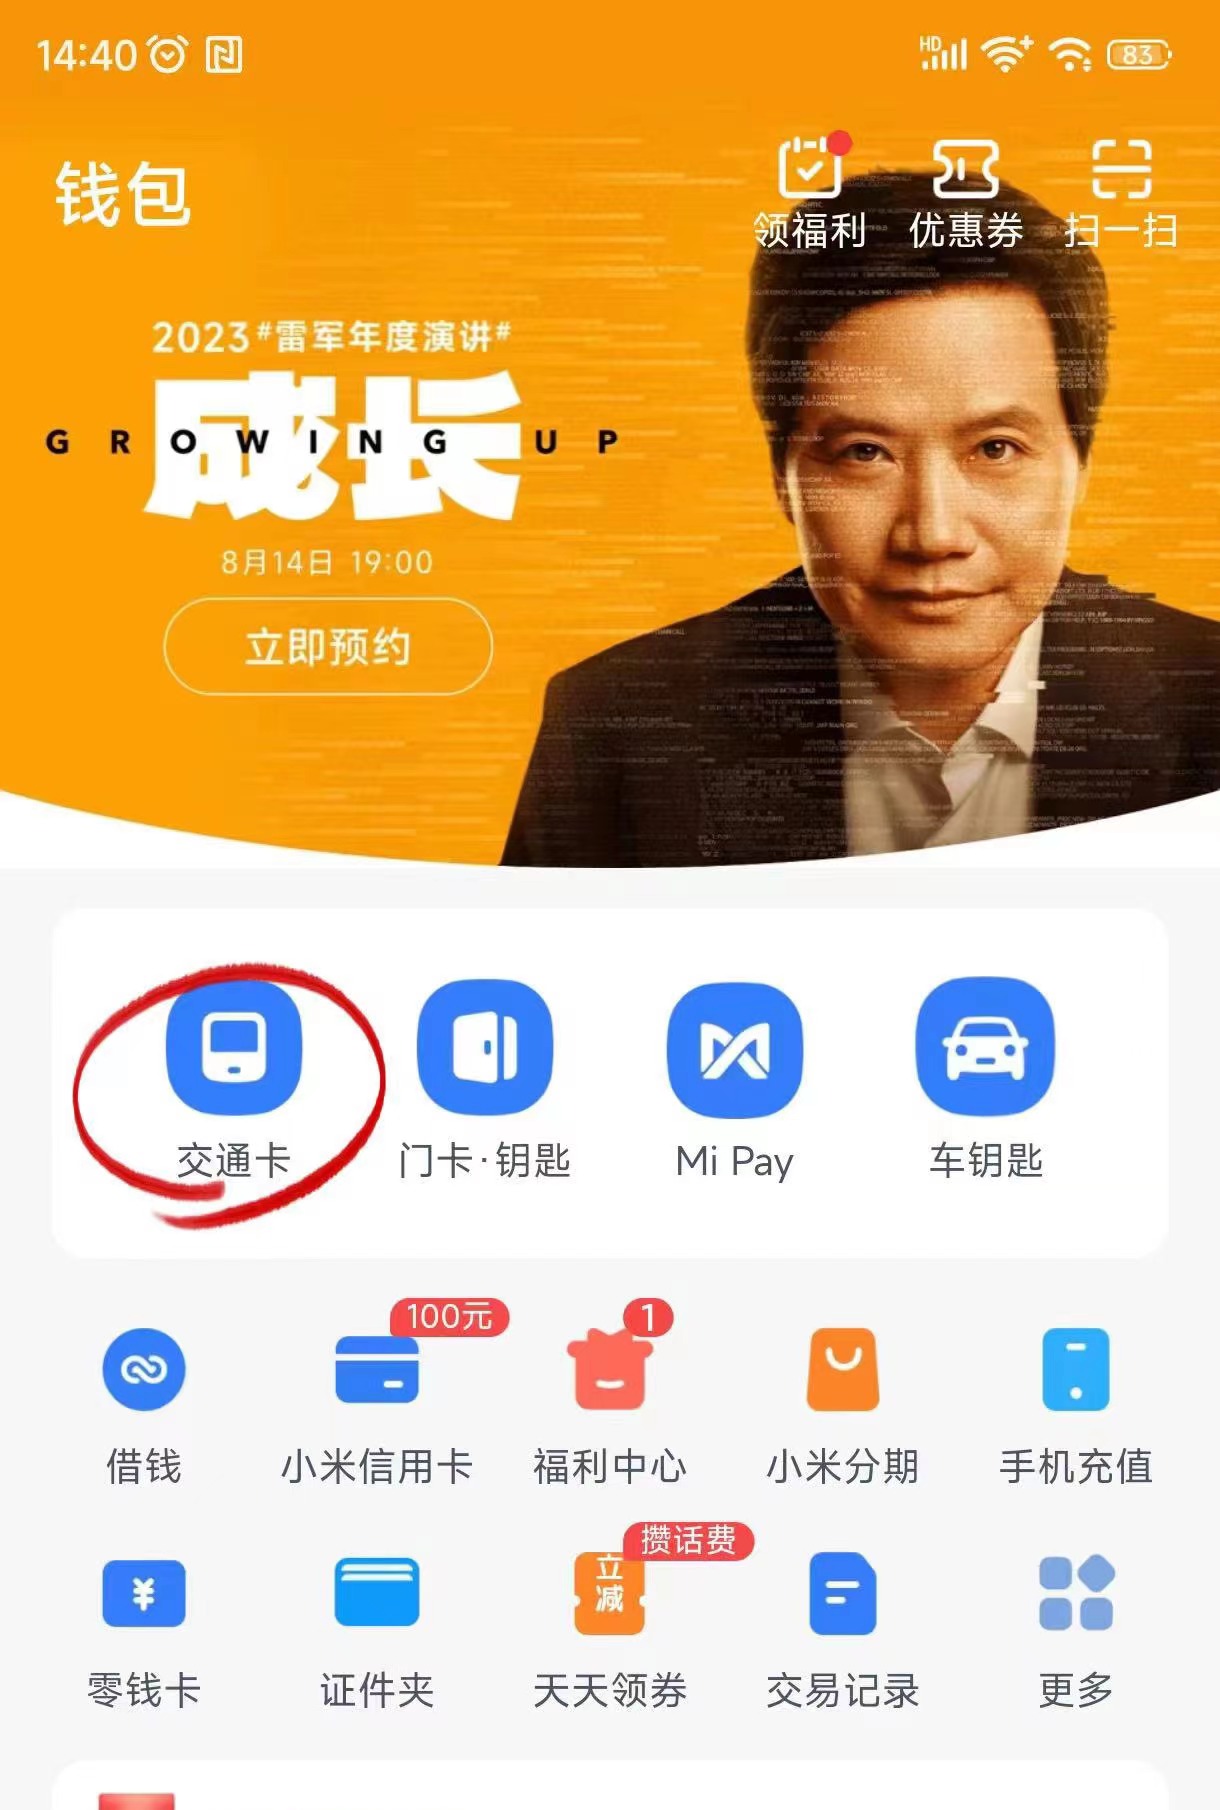 14:40
HD
83
钱包
领福利 优惠券 扫一扫
2023#雷军年度演讲#
成长
GROWING UP
8月14日 19:00
立即预约
交通卡 门卡·钥匙 Mi Pay 车钥匙
100元 1
借钱 小米信用卡 福利中心 小米分期 手机充值
攒话费
立减
零钱卡 证件夹 天天领券 交易记录 更多